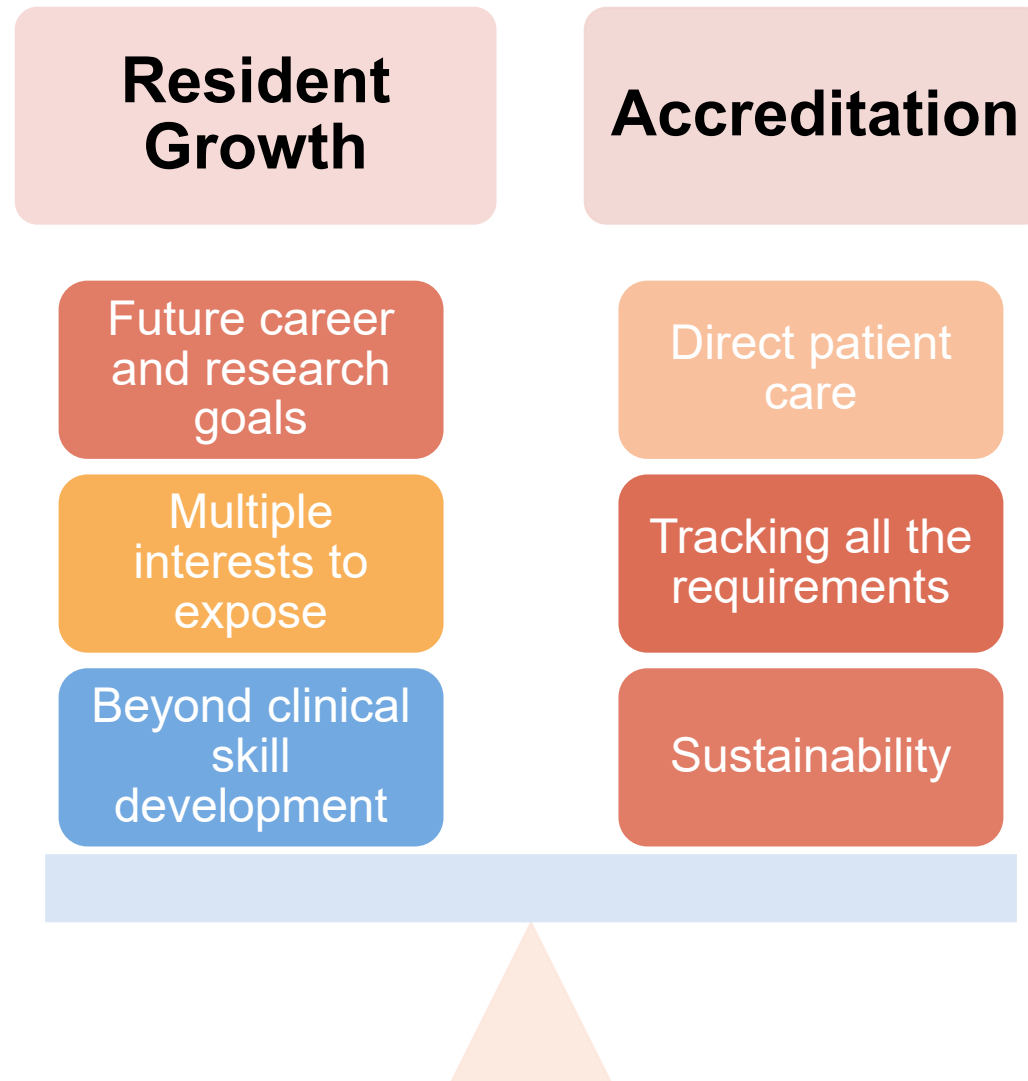 Resident
Growth
Accreditation
Future career
and research
goals
Multiple
interests to
expose
Beyond clinical
skill
development
Direct patient
care
Tracking all the
requirements
Sustainability